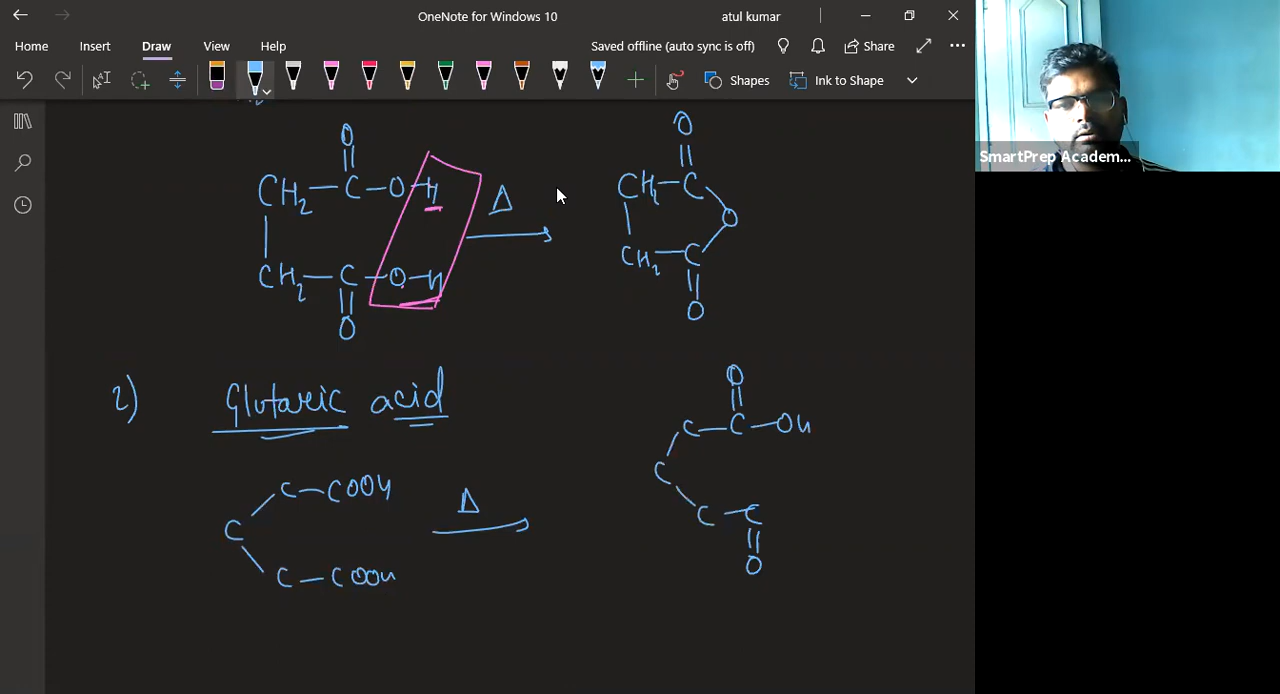 OneNote for Windows 10
atul kumar
Home Insert Draw View Help
Saved offline (auto sync is off)
Share
Shapes
Ink to Shape
SmartPrep Academ...
O O
CH2 - C - O - H Δ CH2 - C
O
CH2 - C - O - H CH2 - C
O O
2) Glutaric acid
O
C - C - OH
C - COOH Δ C
C C - C
C - COOH O